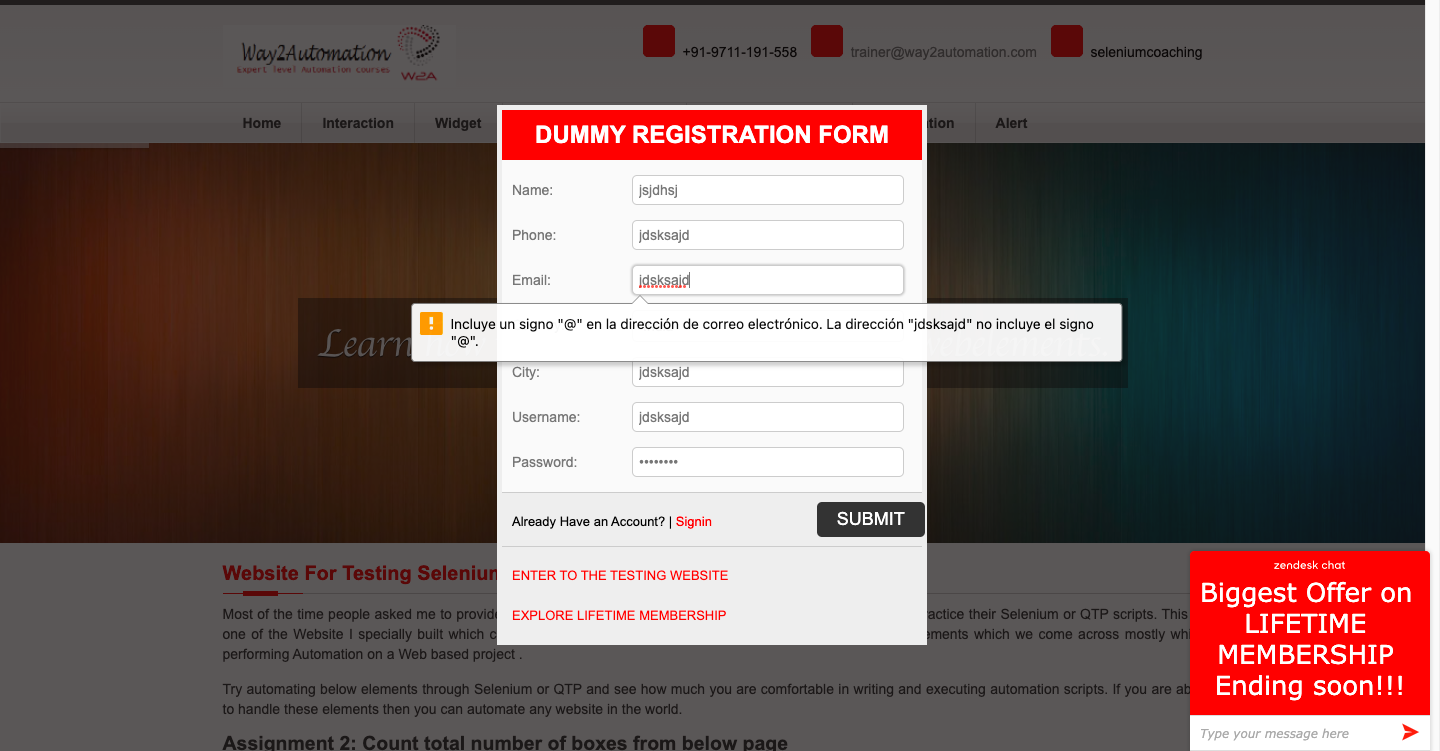 Way2Automation
Expert level Automation courses
W2A
+91-9711-191-558
trainer@way2automation.com
seleniumcoaching
Home
Interaction
Widget
Alert
DUMMY REGISTRATION FORM
Name:
jsjdhsj
Phone:
jdsksajd
Email:
jdsksajd
Incluye un signo "@" en la dirección de correo electrónico. La dirección "jdsksajd" no incluye el signo
"@".
Learn
City:
jdsksajd
Username:
jdsksajd
Password:
••••••••
Already Have an Account? | Signin
SUBMIT
ENTER TO THE TESTING WEBSITE
EXPLORE LIFETIME MEMBERSHIP
Website For Testing Seleniu
Most of the time people asked me to provide actice their Selenium or QTP scripts. This
one of the Website I specially built which ements which we come across mostly
performing Automation on a Web based project .
Try automating below elements through Selenium or QTP and see how much you are comfortable in writing and executing automation scripts. If you are
to handle these elements then you can automate any website in the world.
Assignment 2: Count total number of boxes from below page
zendesk chat
Biggest Offer on
LIFETIME
MEMBERSHIP
Ending soon!!!
Type your message here